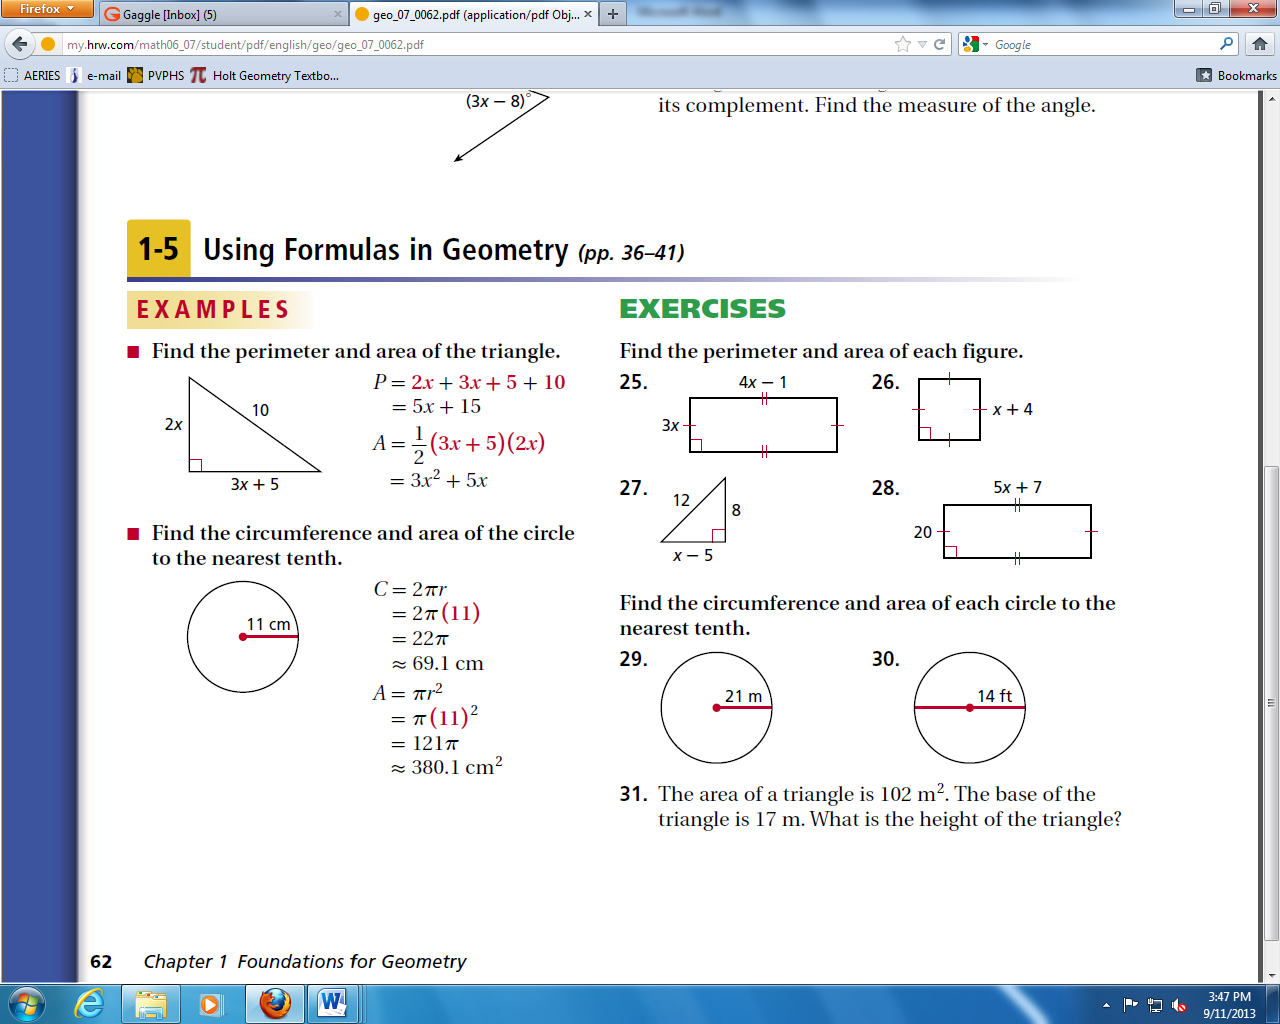 Firefox
Gaggle [Inbox] (5)
geo_07_0062.pdf (application/pdf Obj...
my.hrw.com/math06_07/student/pdf/english/geo/geo_07_0062.pdf
Google
AERIES
e-mail
PVPHS
Holt Geometry Textbo...
Bookmarks
(3x − 8)°
its complement. Find the measure of the angle.
1-5 Using Formulas in Geometry (pp. 36–41)
EXAMPLES
Find the perimeter and area of the triangle.
2x
10
3x + 5
P = 2x + 3x + 5 + 10
= 5x + 15
A = 1/2 (3x + 5)(2x)
= 3x² + 5x
Find the circumference and area of the circle
to the nearest tenth.
11 cm
C = 2πr
= 2π(11)
= 22π
≈ 69.1 cm
A = πr²
= π(11)²
= 121π
≈ 380.1 cm²
EXERCISES
Find the perimeter and area of each figure.
25.
4x − 1
3x
26.
x + 4
27.
12
8
x − 5
28.
5x + 7
20
Find the circumference and area of each circle to the
nearest tenth.
29.
21 m
30.
14 ft
31. The area of a triangle is 102 m². The base of the
triangle is 17 m. What is the height of the triangle?
62 Chapter 1 Foundations for Geometry
3:47 PM
9/11/2013